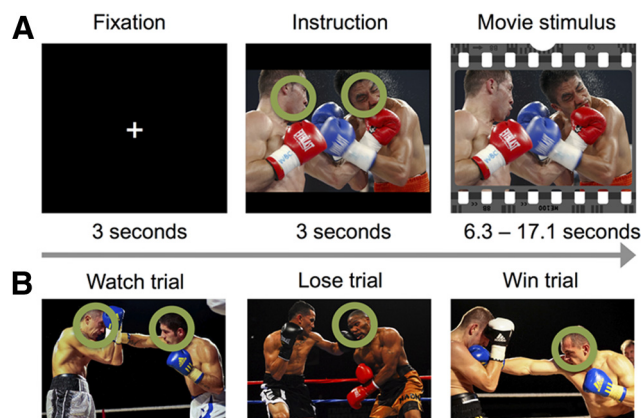 A
Fixation
Instruction
Movie stimulus
EVERLAST
3 seconds
3 seconds
6.3 – 17.1 seconds
B
Watch trial
Lose trial
Win trial